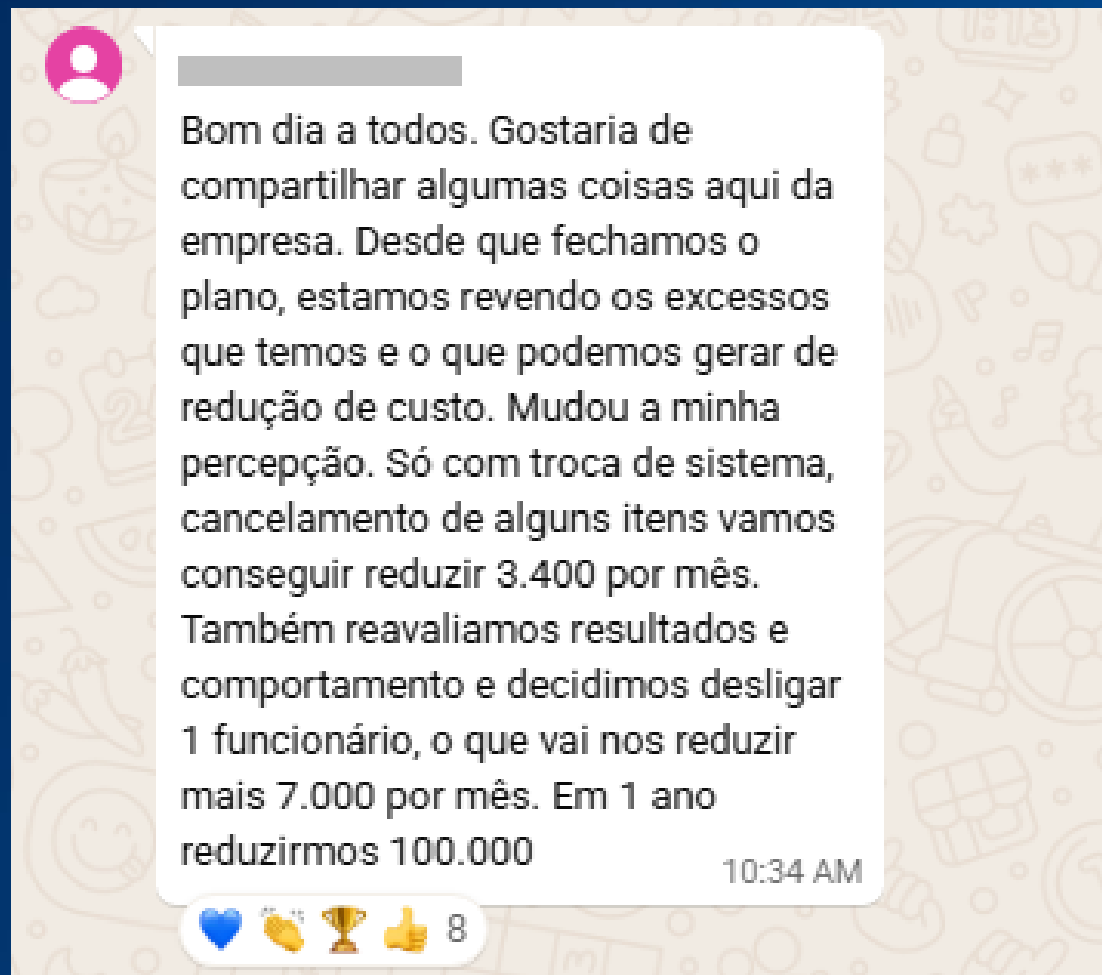 Bom dia a todos. Gostaria de
compartilhar algumas coisas aqui da
empresa. Desde que fechamos o
plano, estamos revendo os excessos
que temos e o que podemos gerar de
redução de custo. Mudou a minha
percepção. Só com troca de sistema,
cancelamento de alguns itens vamos
conseguir reduzir 3.400 por mês.
Também reavaliamos resultados e
comportamento e decidimos desligar
1 funcionário, o que vai nos reduzir
mais 7.000 por mês. Em 1 ano
reduzirmos 100.000
10:34 AM
8